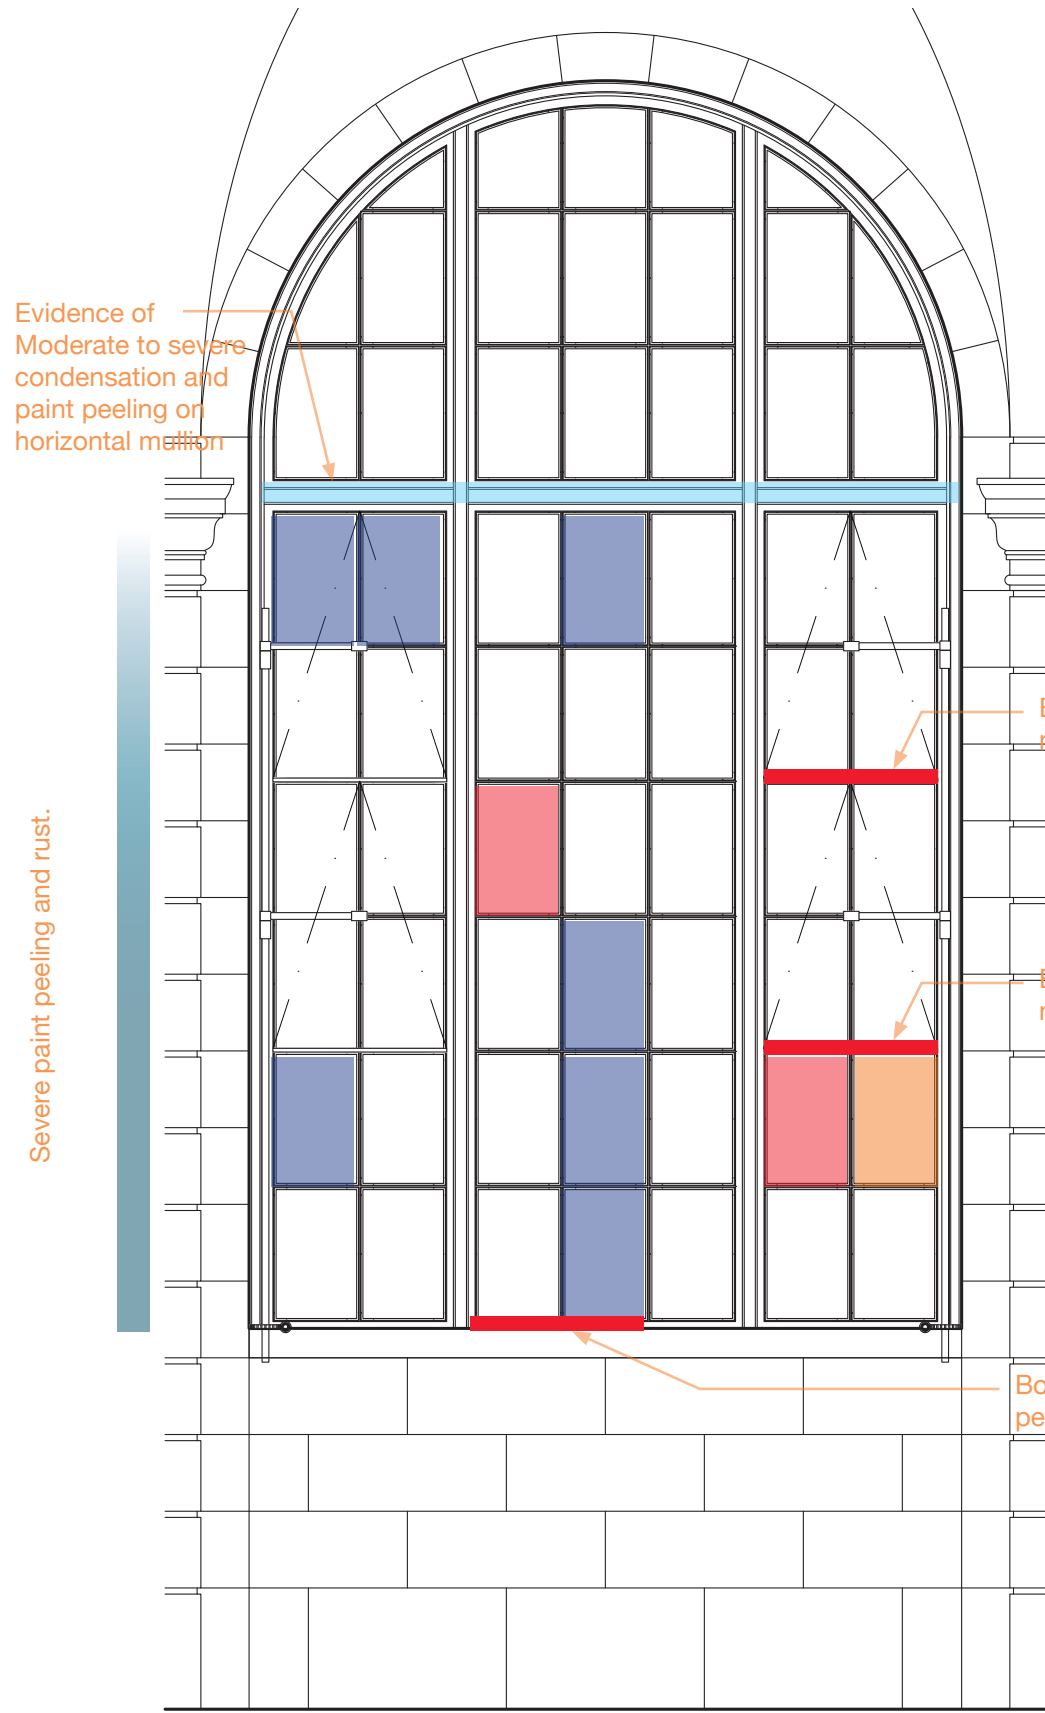 Evidence of
Moderate to severe
condensation and
paint peeling on
horizontal mullion
Severe paint peeling and rust.